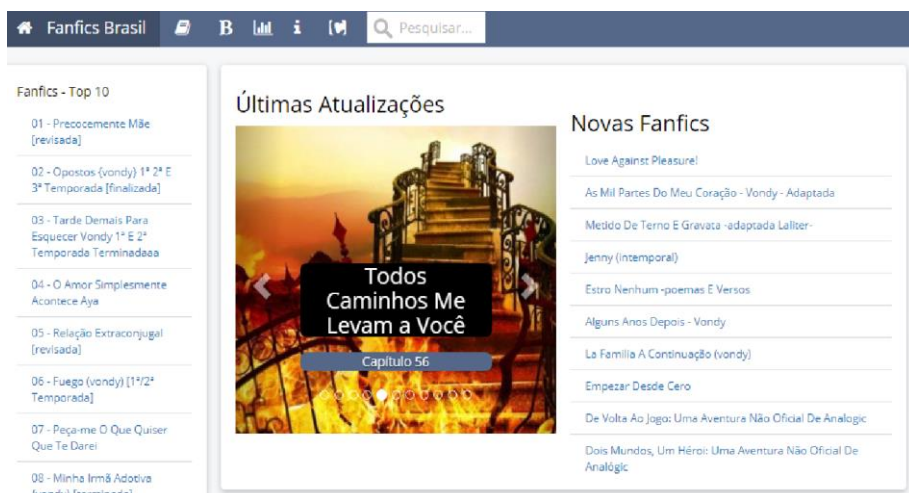 Fanfics Brasil B i Pesquisar...
Fanfics - Top 10
01 - Precocemente Mãe
[revisada]
02 - Opostos {vondy} 1ª 2ª E
3ª Temporada [finalizada]
03 - Tarde Demais Para
Esquecer Vondy 1ª E 2ª
Temporada Terminadaaa
04 - O Amor Simplesmente
Acontece Aya
05 - Relação Extraconjugal
[revisada]
06 - Fuego (vondy) [1ª/2ª
Temporada]
07 - Peça-me O Que Quiser
Que Te Darei
08 - Minha Irmã Adotiva
Últimas Atualizações
Todos
Caminhos Me
Levam a Você
Capítulo 56
Novas Fanfics
Love Against Pleasure!
As Mil Partes Do Meu Coração - Vondy - Adaptada
Metido De Terno E Gravata -adaptada Laliter-
Jenny (intemporal)
Estro Nenhum -poemas E Versos
Alguns Anos Depois - Vondy
La Familia A Continuação (vondy)
Empezar Desde Cero
De Volta Ao Jogo: Uma Aventura Não Oficial De Analogic
Dois Mundos, Um Héroi: Uma Aventura Não Oficial De
Analógic